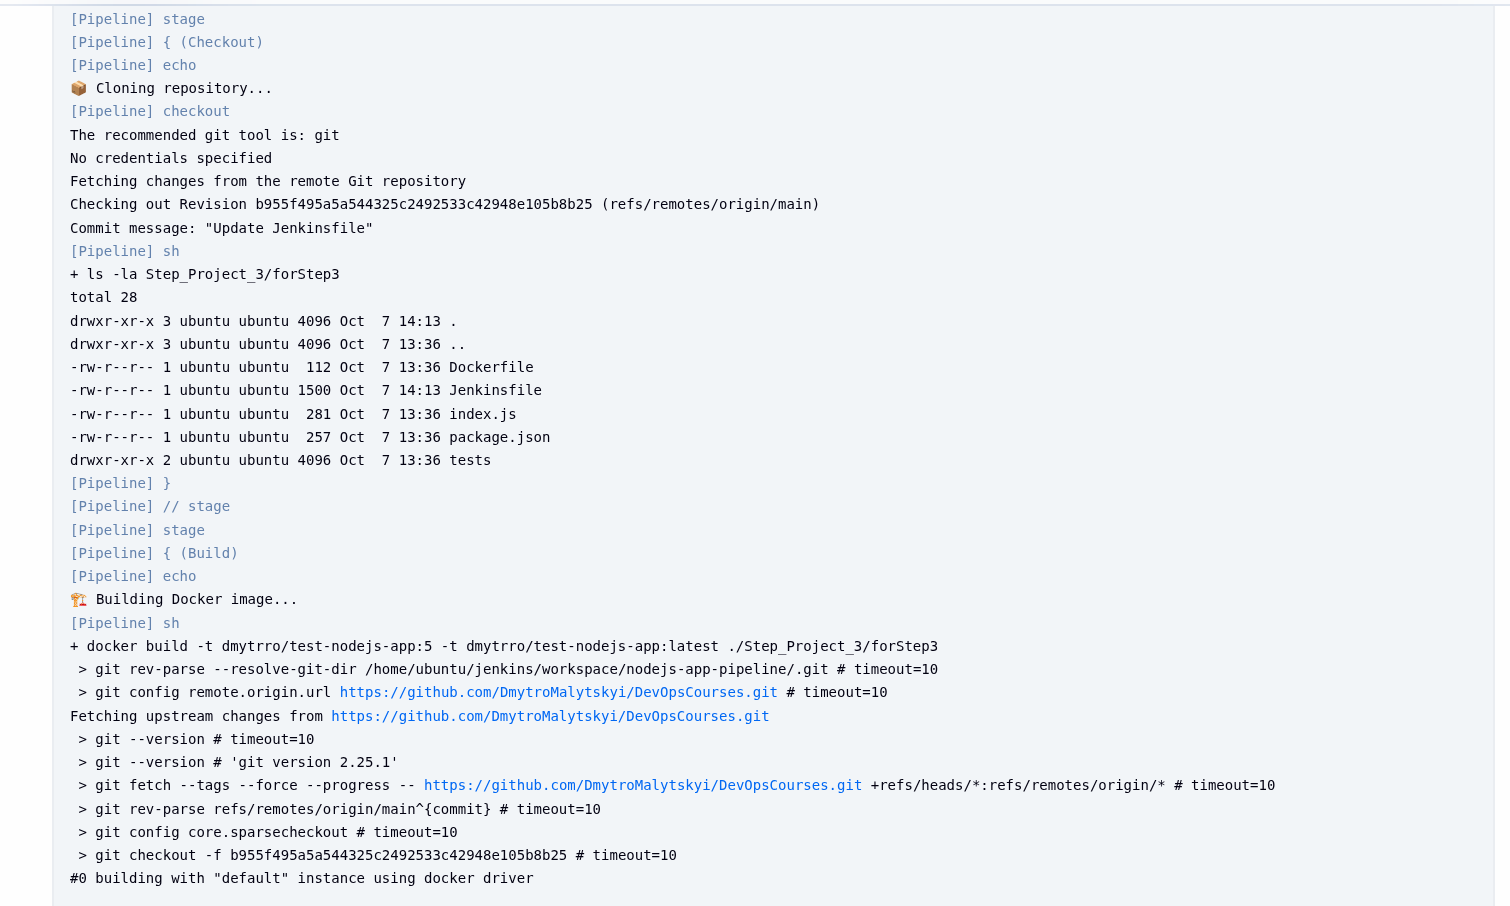 [Pipeline] stage
[Pipeline] { (Checkout)
[Pipeline] echo
📦 Cloning repository...
[Pipeline] checkout
The recommended git tool is: git
No credentials specified
Fetching changes from the remote Git repository
Checking out Revision b955f495a5a544325c2492533c42948e105b8b25 (refs/remotes/origin/main)
Commit message: "Update Jenkinsfile"
[Pipeline] sh
+ ls -la Step_Project_3/forStep3
total 28
drwxr-xr-x 3 ubuntu ubuntu 4096 Oct  7 14:13 .
drwxr-xr-x 3 ubuntu ubuntu 4096 Oct  7 13:36 ..
-rw-r--r-- 1 ubuntu ubuntu  112 Oct  7 13:36 Dockerfile
-rw-r--r-- 1 ubuntu ubuntu 1500 Oct  7 14:13 Jenkinsfile
-rw-r--r-- 1 ubuntu ubuntu  281 Oct  7 13:36 index.js
-rw-r--r-- 1 ubuntu ubuntu  257 Oct  7 13:36 package.json
drwxr-xr-x 2 ubuntu ubuntu 4096 Oct  7 13:36 tests
[Pipeline] }
[Pipeline] // stage
[Pipeline] stage
[Pipeline] { (Build)
[Pipeline] echo
🏗️ Building Docker image...
[Pipeline] sh
+ docker build -t dmytrro/test-nodejs-app:5 -t dmytrro/test-nodejs-app:latest ./Step_Project_3/forStep3
 > git rev-parse --resolve-git-dir /home/ubuntu/jenkins/workspace/nodejs-app-pipeline/.git # timeout=10
 > git config remote.origin.url https://github.com/DmytroMalytskyi/DevOpsCourses.git # timeout=10
Fetching upstream changes from https://github.com/DmytroMalytskyi/DevOpsCourses.git
 > git --version # timeout=10
 > git --version # 'git version 2.25.1'
 > git fetch --tags --force --progress -- https://github.com/DmytroMalytskyi/DevOpsCourses.git +refs/heads/*:refs/remotes/origin/* # timeout=10
 > git rev-parse refs/remotes/origin/main^{commit} # timeout=10
 > git config core.sparsecheckout # timeout=10
 > git checkout -f b955f495a5a544325c2492533c42948e105b8b25 # timeout=10
#0 building with "default" instance using docker driver